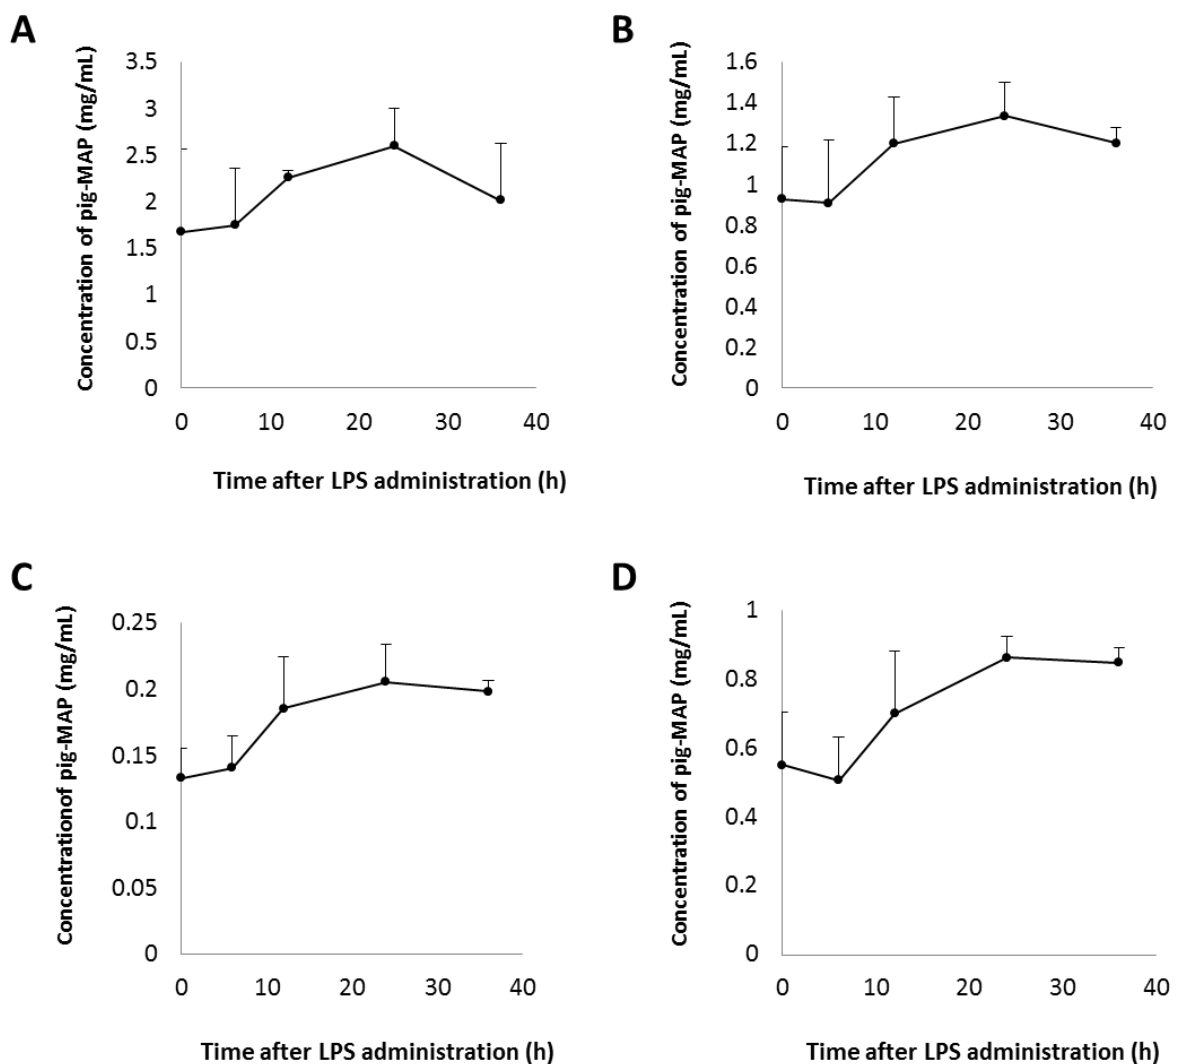 A
Concentration of pig-MAP (mg/mL)
3.5
3
2.5
2
1.5
1
0.5
0
0 10 20 30 40
Time after LPS administration (h)
B
Concentration of pig-MAP (mg/mL)
1.6
1.4
1.2
1
0.8
0.6
0.4
0.2
0
0 10 20 30 40
Time after LPS administration (h)
C
Concentrationof pig-MAP (mg/mL)
0.25
0.2
0.15
0.1
0.05
0
0 10 20 30 40
Time after LPS administration (h)
D
Concentration of pig-MAP (mg/mL)
1
0.8
0.6
0.4
0.2
0
0 10 20 30 40
Time after LPS administration (h)